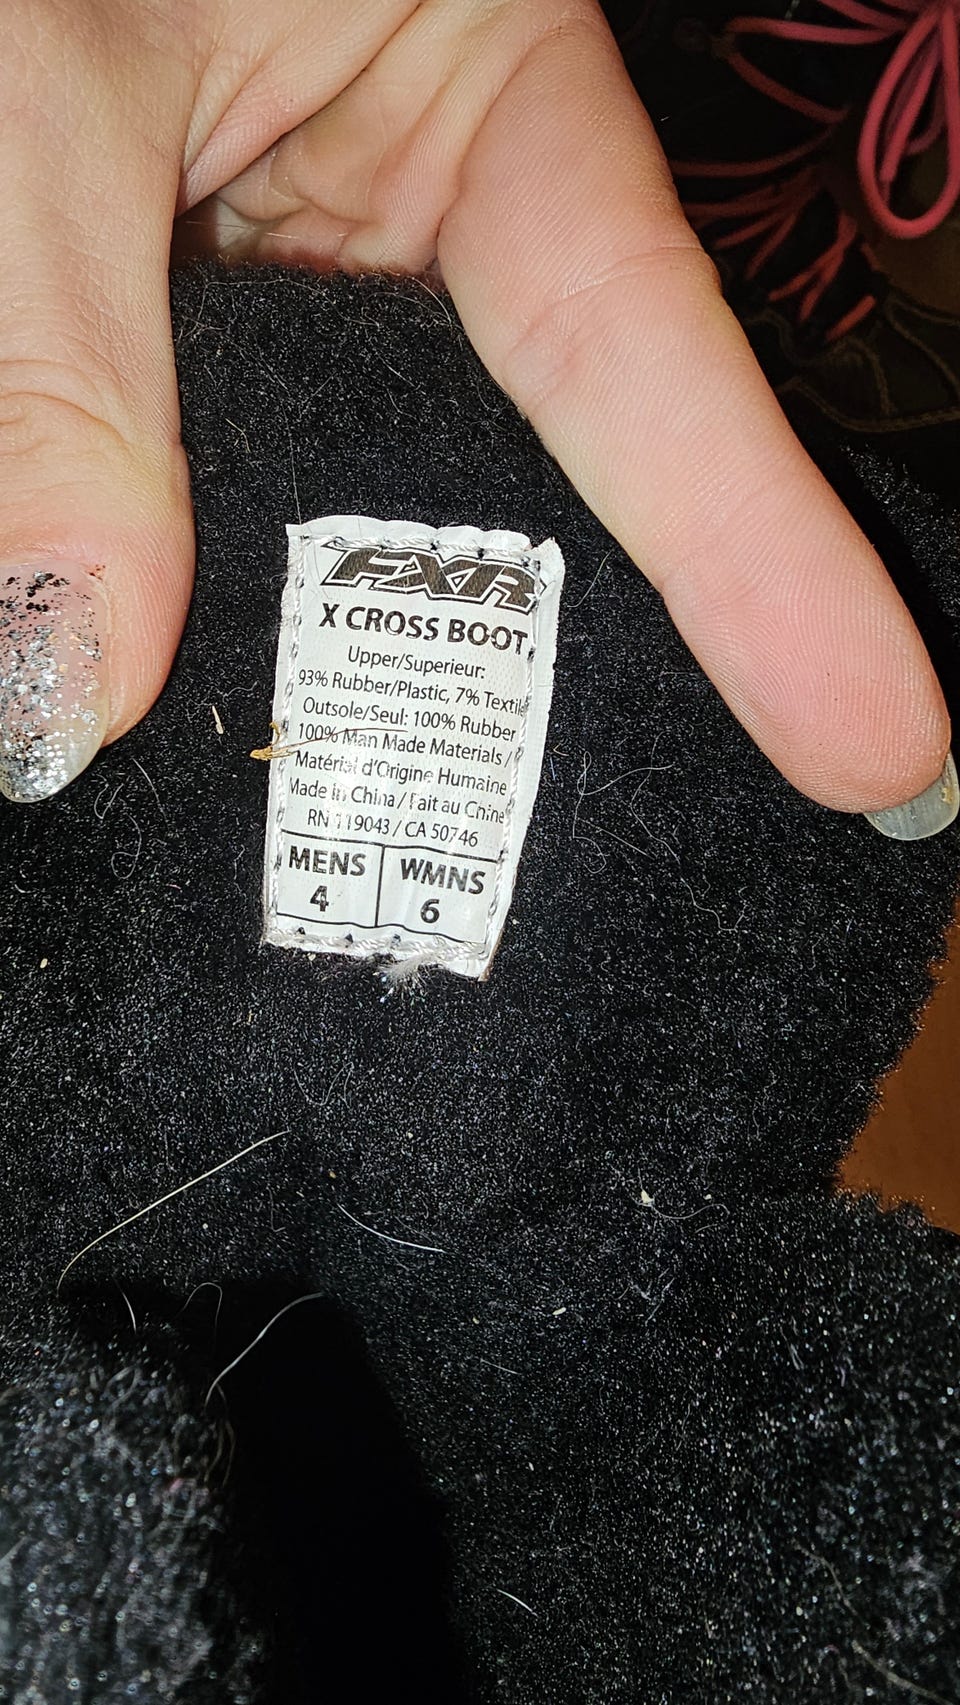 FXR
X CROSS BOOT
Upper/Superieur:
93% Rubber/Plastic, 7% Textile
Outsole/Seul: 100% Rubber
100% Man Made Materials /
Matérial d'Origine Humaine
Made in China / Fait au Chine
RN 119043 / CA 50746
MENS WMNS
4 6